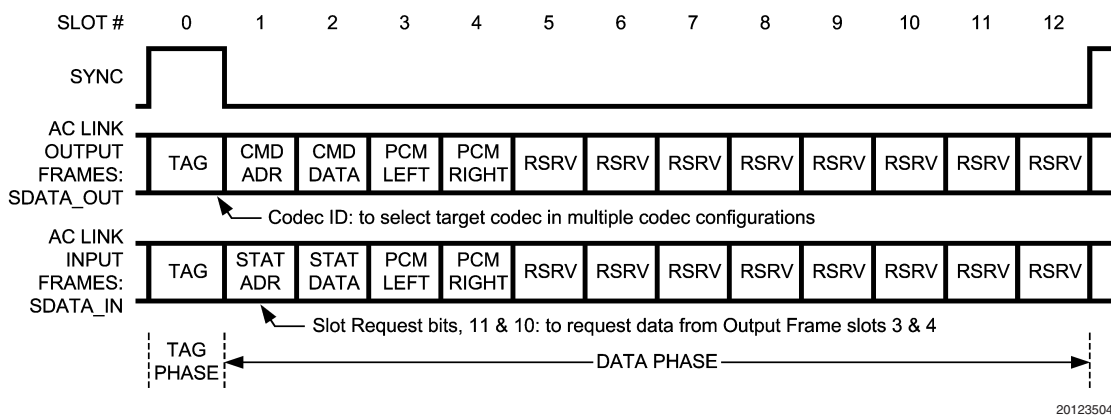 SLOT # 0 1 2 3 4 5 6 7 8 9 10 11 12
SYNC
AC LINK
OUTPUT
FRAMES:
SDATA_OUT
TAG
CMD
ADR
CMD
DATA
PCM
LEFT
PCM
RIGHT
RSRV RSRV RSRV RSRV RSRV RSRV RSRV RSRV
Codec ID: to select target codec in multiple codec configurations
AC LINK
INPUT
FRAMES:
SDATA_IN
TAG
STAT
ADR
STAT
DATA
PCM
LEFT
PCM
RIGHT
RSRV RSRV RSRV RSRV RSRV RSRV RSRV RSRV
Slot Request bits, 11 & 10: to request data from Output Frame slots 3 & 4
TAG
PHASE
DATA PHASE
20123504